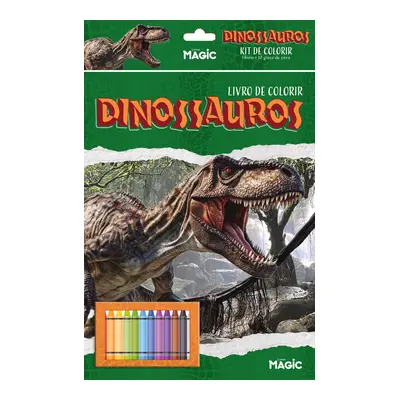 DINOSSAUROS
KIT DE COLORIR
MAGIC
LIVRO DE COLORIR
DINOSSAUROS
MAGIC